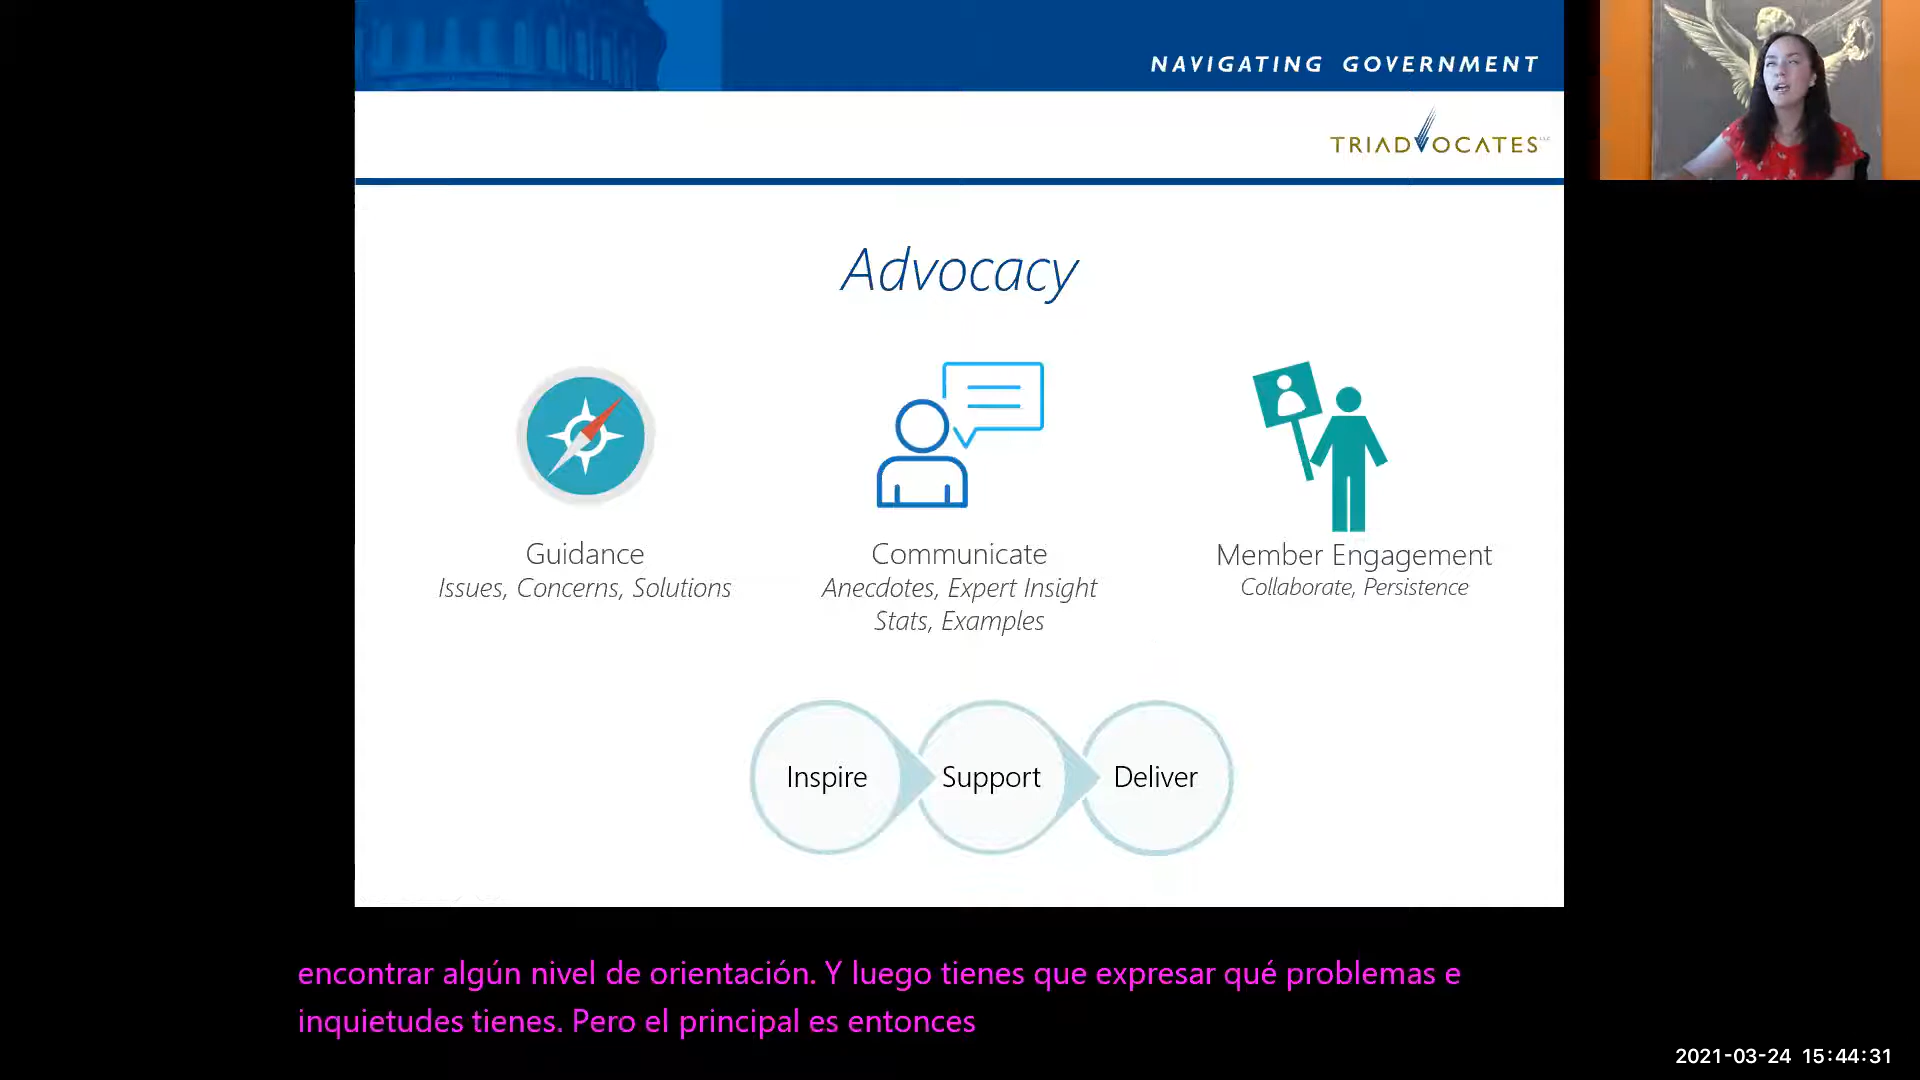 NAVIGATING GOVERNMENT
TRIADVOCATES
Advocacy
Guidance
Issues, Concerns, Solutions
Communicate
Anecdotes, Expert Insight
Stats, Examples
Member Engagement
Collaborate, Persistence
Inspire
Support
Deliver
encontrar algún nivel de orientación. Y luego tienes que expresar qué problemas e
inquietudes tienes. Pero el principal es entonces
2021-03-24 15:44:31